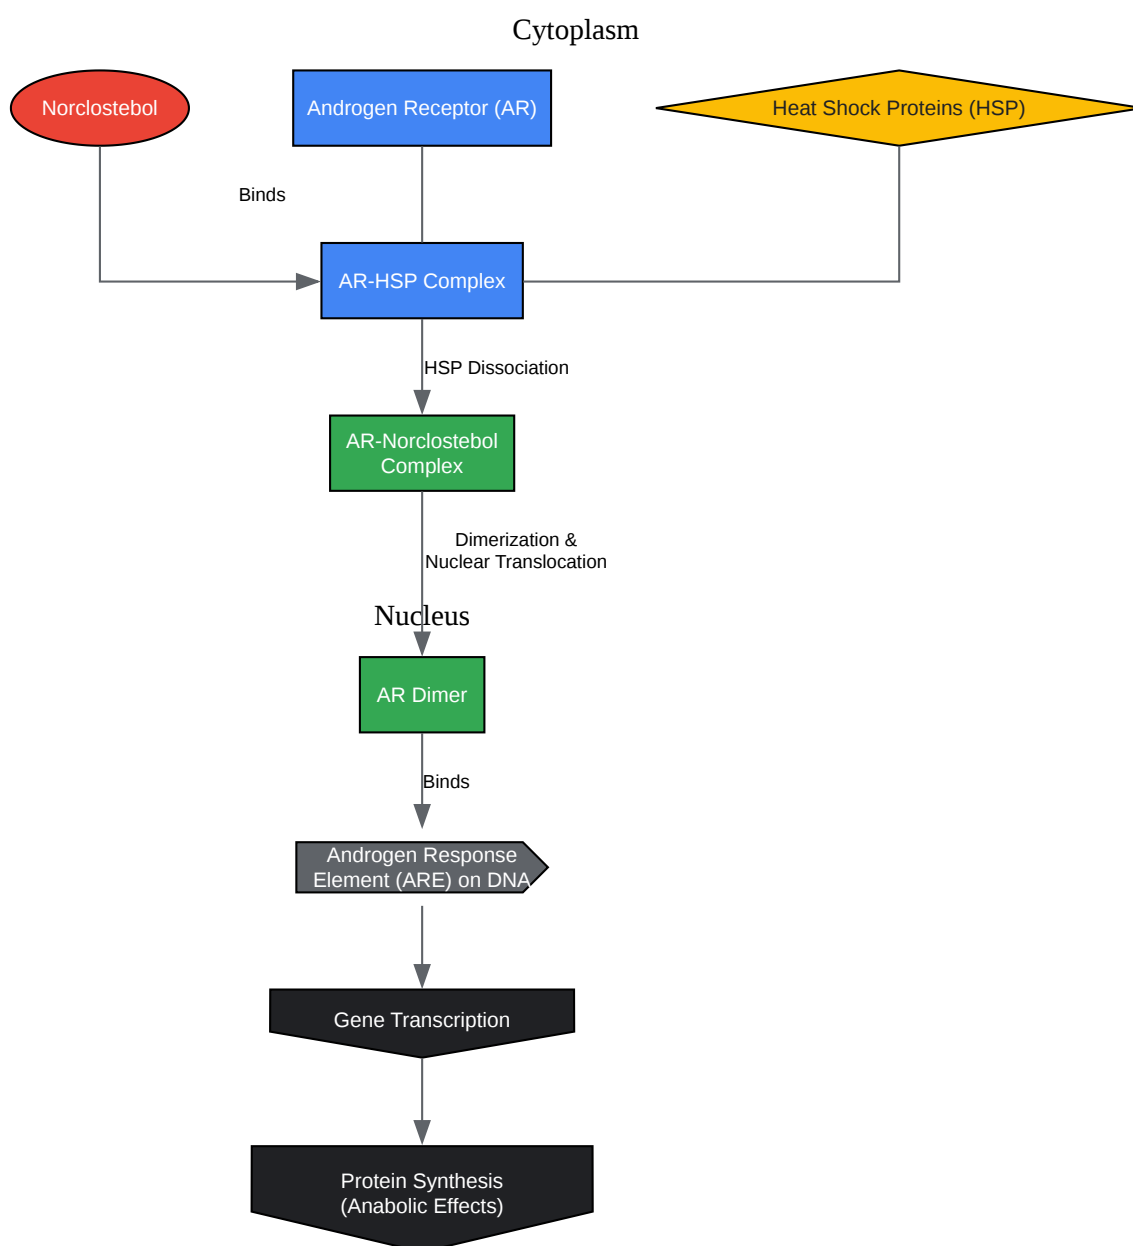 Cytoplasm
Norclostebol
Androgen Receptor (AR)
Heat Shock Proteins (HSP)
Binds
AR-HSP Complex
HSP Dissociation
AR-Norclostebol
Complex
Dimerization &
Nuclear Translocation
Nucleus
AR Dimer
Binds
Androgen Response
Element (ARE) on DNA
Gene Transcription
Protein Synthesis
(Anabolic Effects)